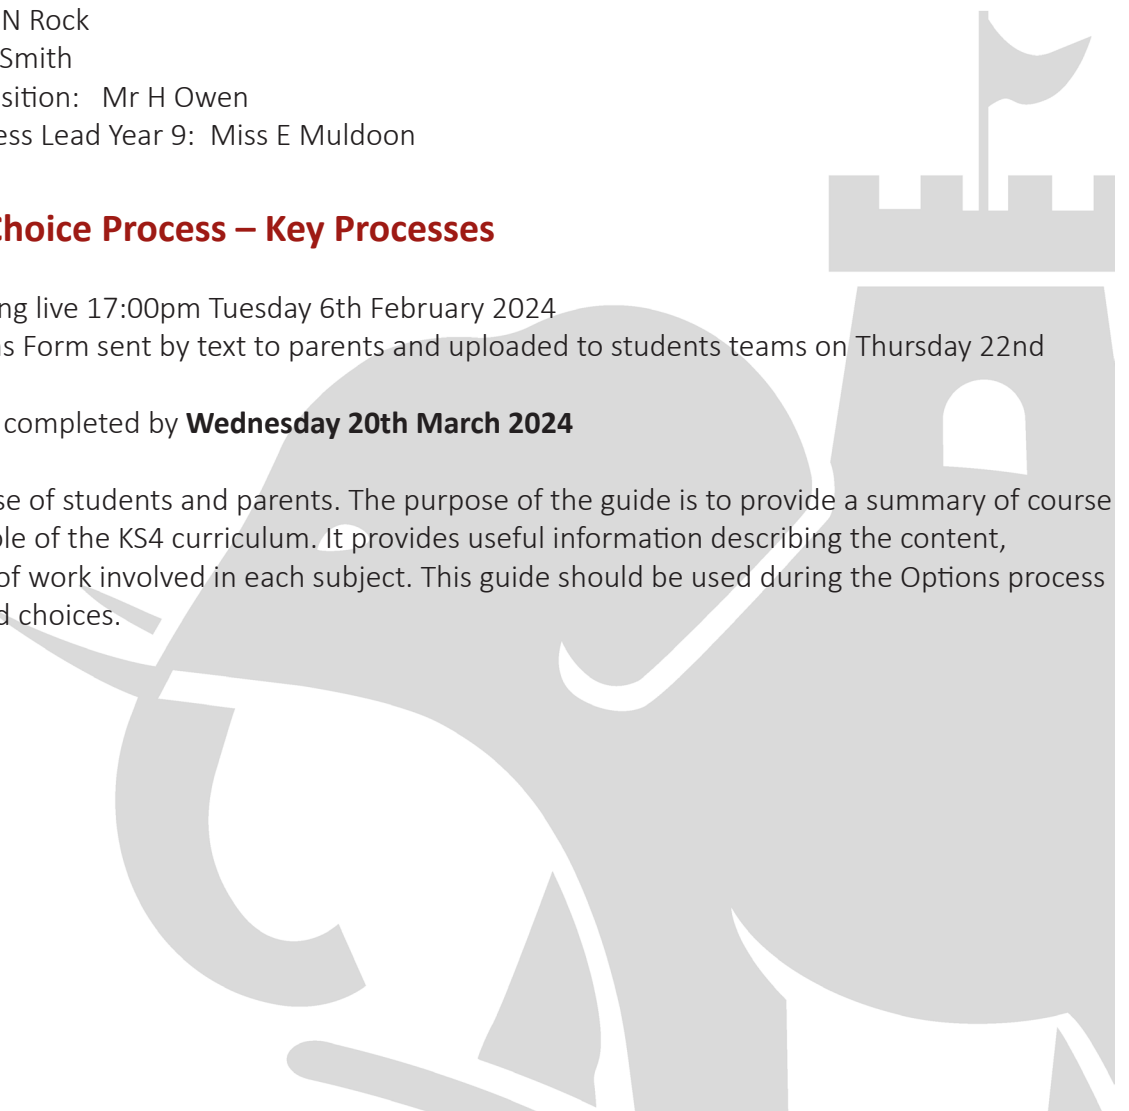 N Rock
Smith
sition: Mr H Owen
ess Lead Year 9: Miss E Muldoon
Choice Process – Key Processes
ng live 17:00pm Tuesday 6th February 2024
ns Form sent by text to parents and uploaded to students teams on Thursday 22nd
completed by Wednesday 20th March 2024
se of students and parents. The purpose of the guide is to provide a summary of course
ple of the KS4 curriculum. It provides useful information describing the content,
of work involved in each subject. This guide should be used during the Options process
d choices.